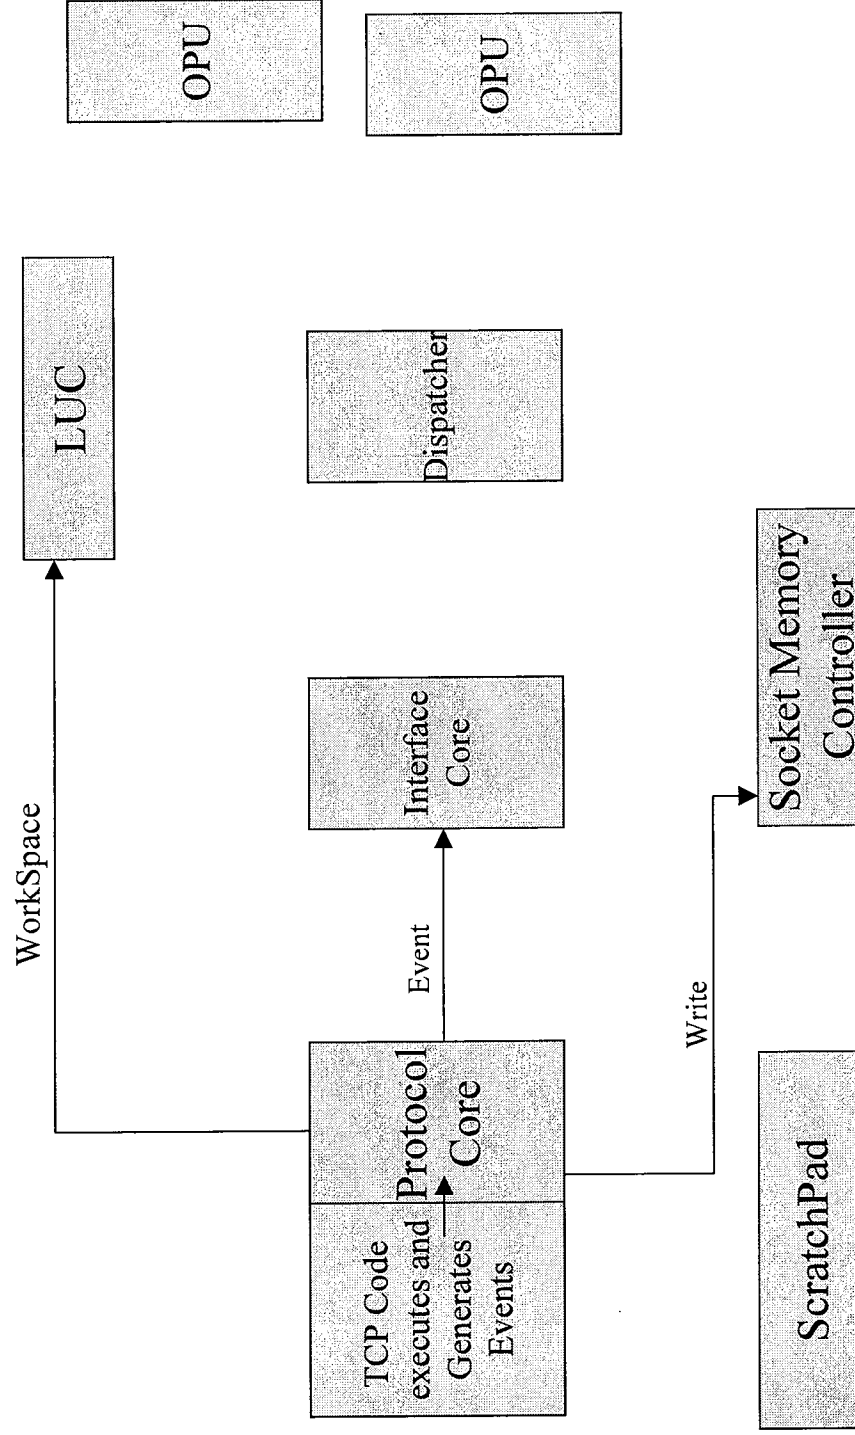 WorkSpace
LUC
OPU
TCP Code
executes and
Generates
Events
Protocol
Core
Event
Interface
Core
Dispatcher
OPU
Write
ScratchPad
Socket Memory
Controller